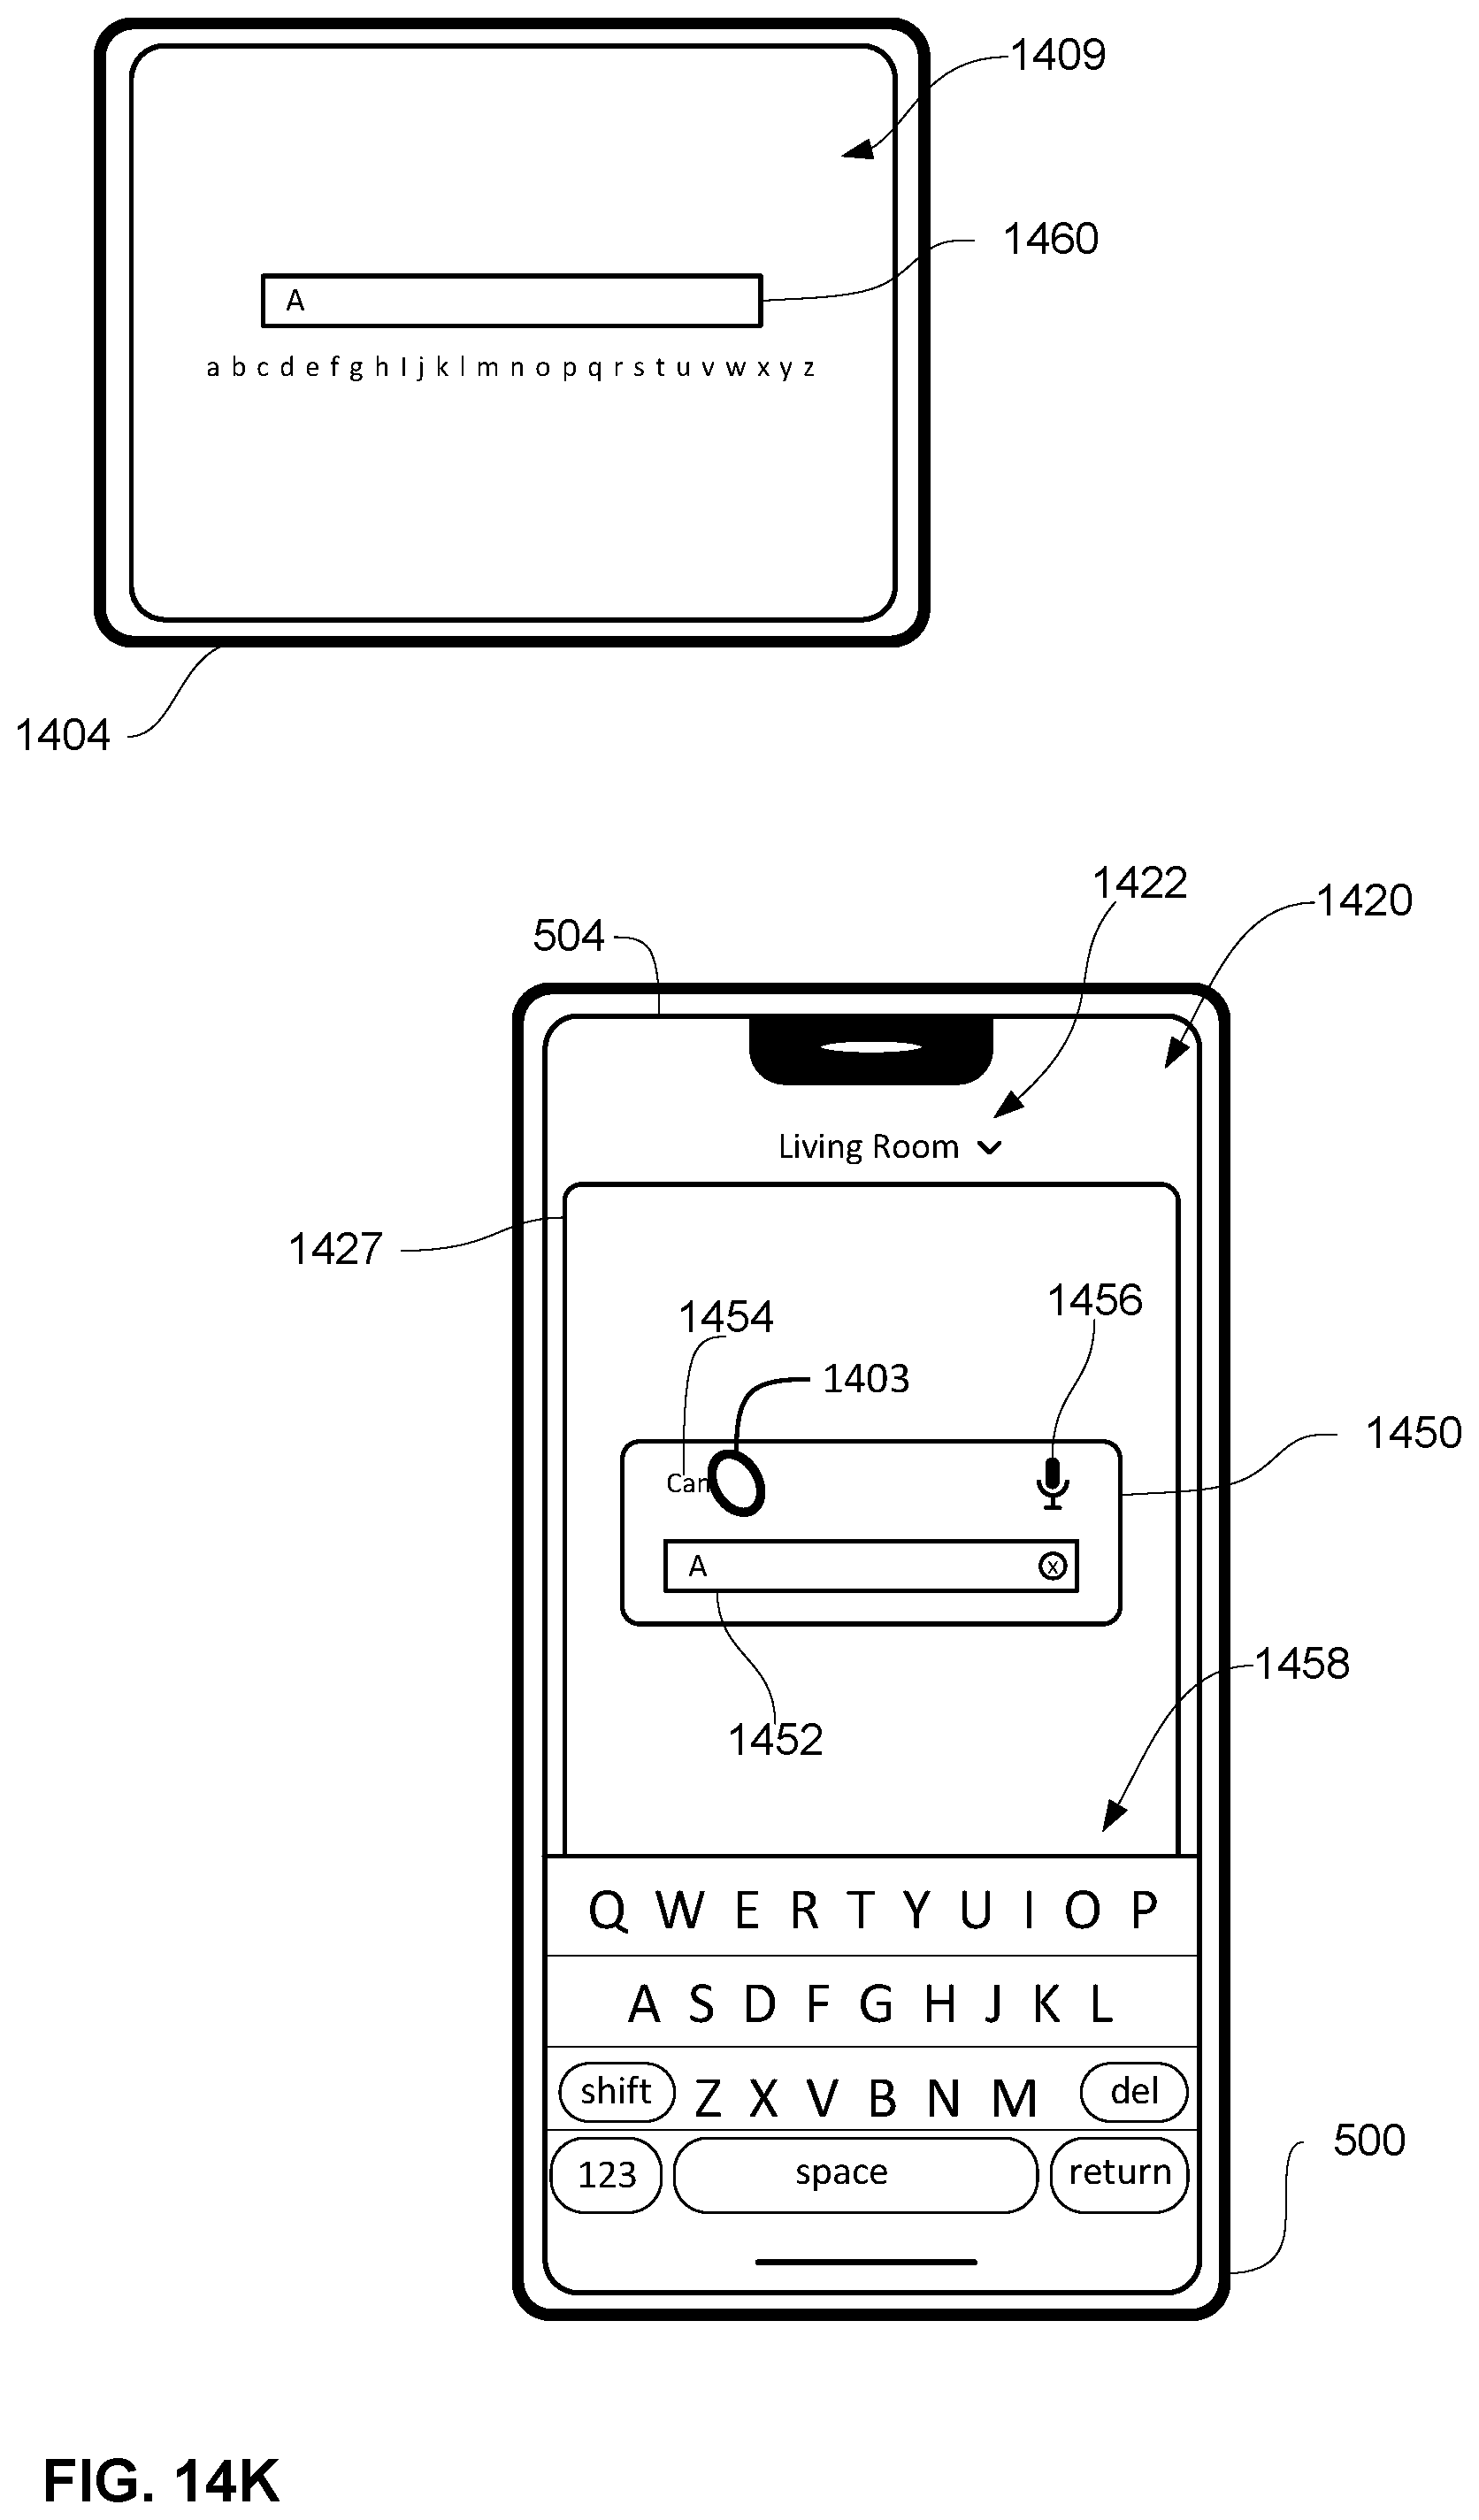 1409
1460
A
a b c d e f g h I j k l m n o p q r s t u v w x y z
1404
1422
1420
504
Living Room
1427
1456
1454
1403
1450
Can
A
x
1458
1452
Q W E R T Y U I O P
A S D F G H J K L
shift Z X V B N M del
123 space return
500
FIG. 14K